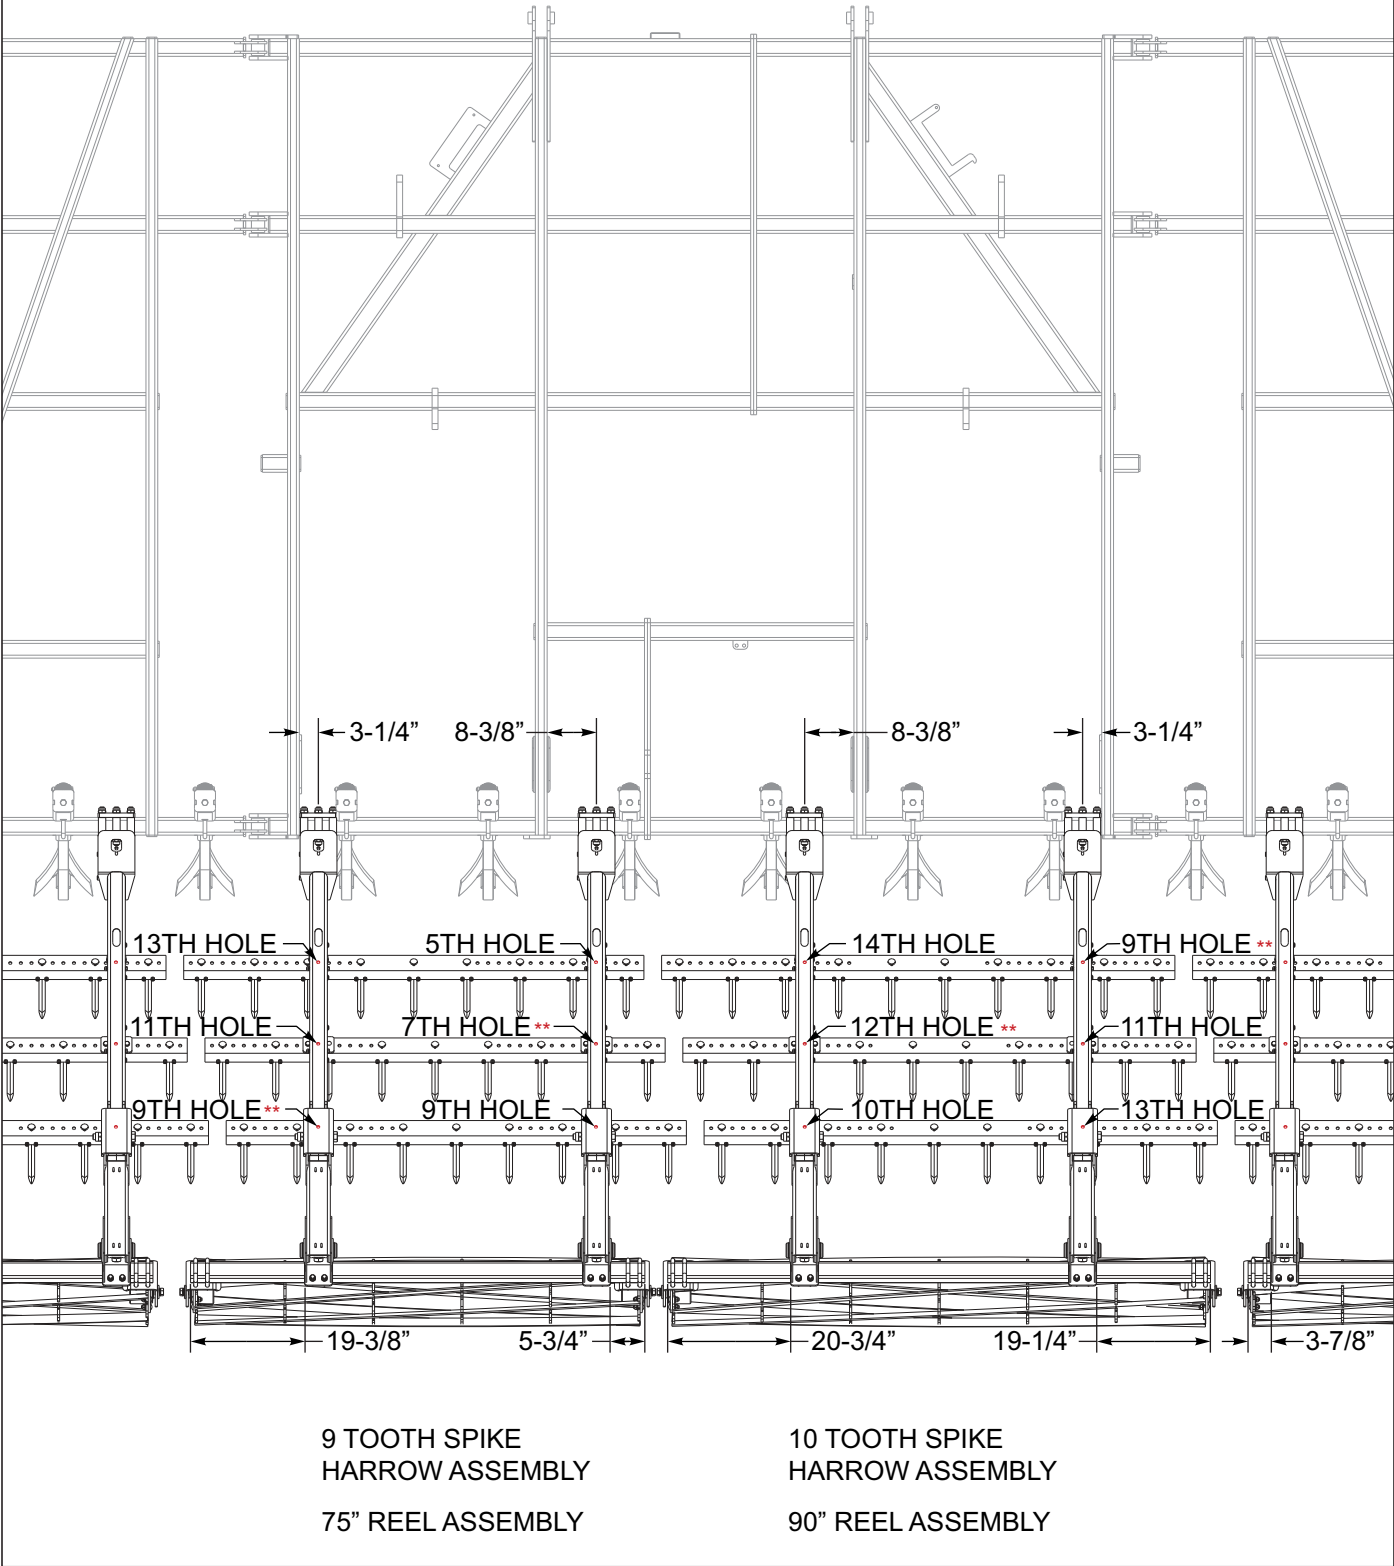 3-1/4”
8-3/8”
8-3/8”
3-1/4”
13TH HOLE
5TH HOLE
14TH HOLE
9TH HOLE **
11TH HOLE
7TH HOLE **
12TH HOLE **
11TH HOLE
9TH HOLE **
9TH HOLE
10TH HOLE
13TH HOLE
19-3/8”
5-3/4”
20-3/4”
19-1/4”
3-7/8”
9 TOOTH SPIKE
HARROW ASSEMBLY
75” REEL ASSEMBLY
10 TOOTH SPIKE
HARROW ASSEMBLY
90” REEL ASSEMBLY